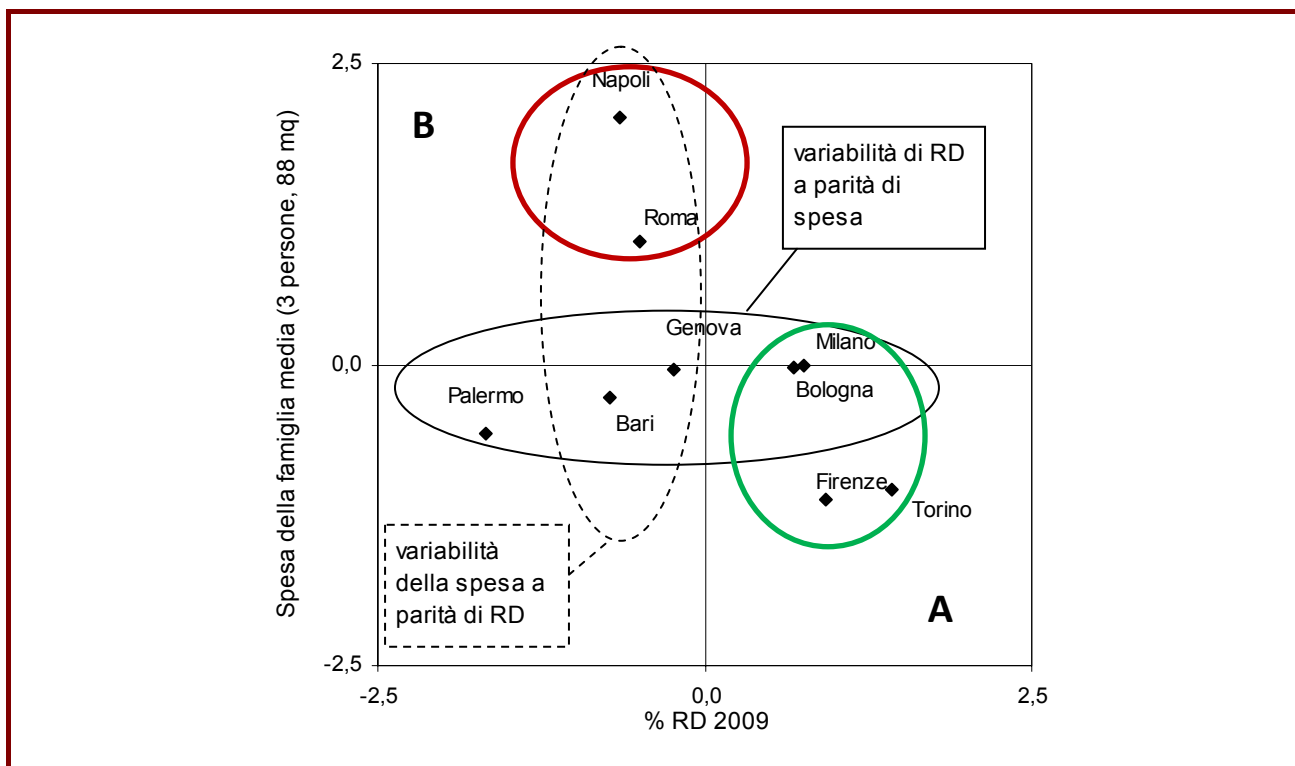 Spesa della famiglia media (3 persone, 88 mq)
2,5
Napoli
B
variabilità di RD
a parità di
spesa
Roma
Genova
Milano
0,0
Palermo
Bologna
Bari
Firenze
Torino
variabilità
della spesa a
parità di RD
A
-2,5
-2,5
0,0
2,5
% RD 2009